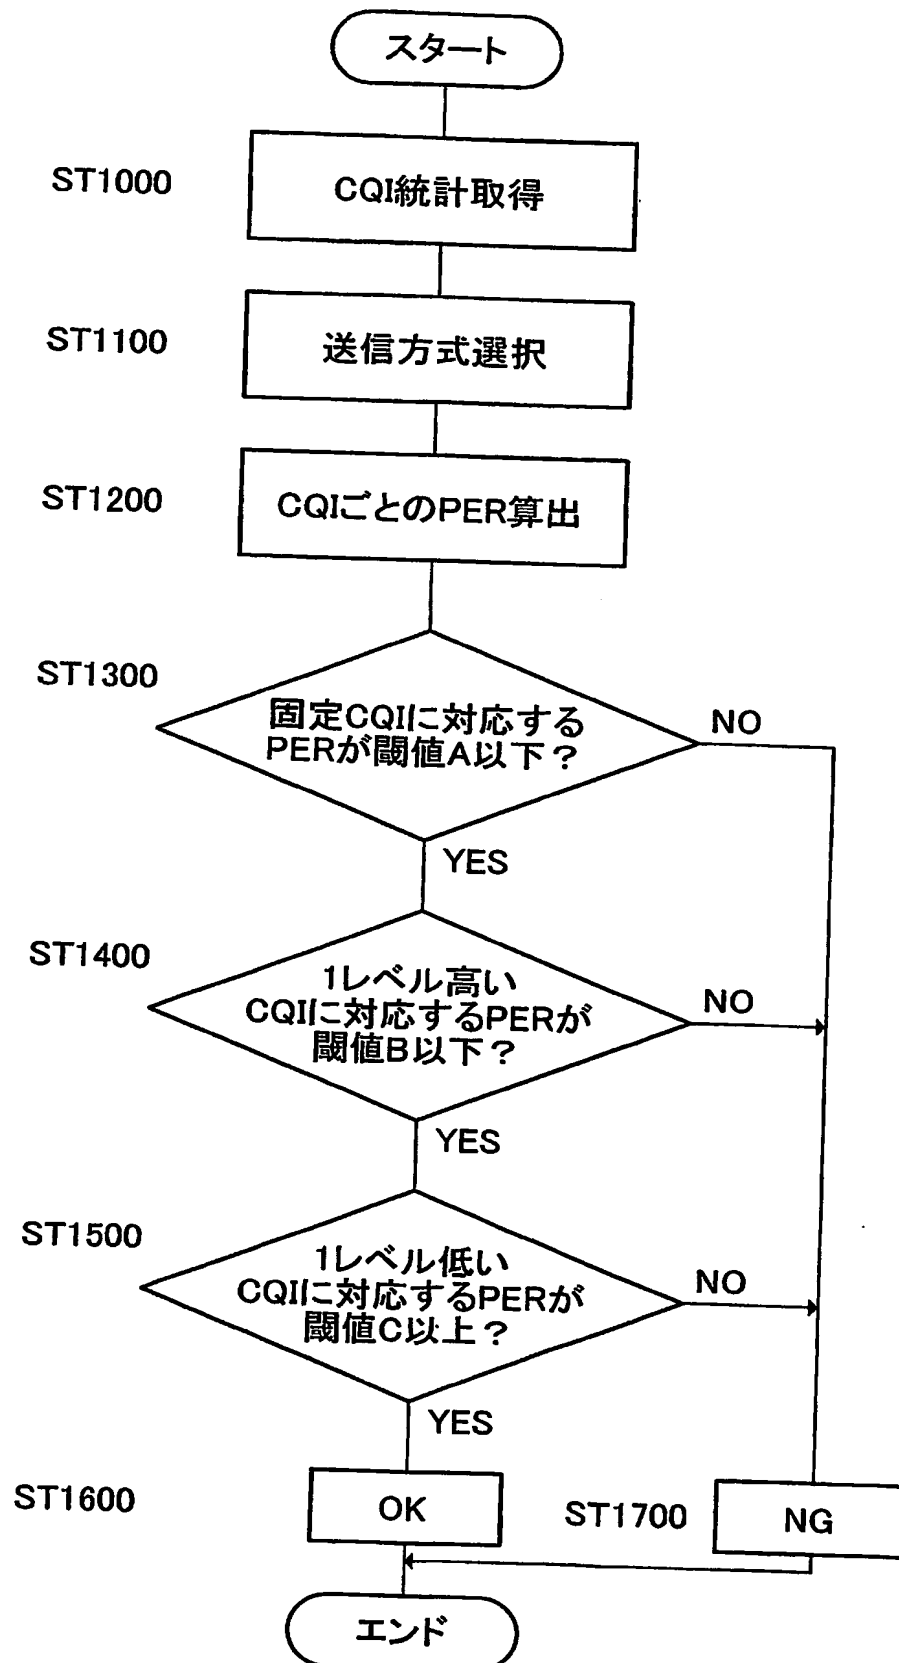 スタート
ST1000
CQI統計取得
ST1100
送信方式選択
ST1200
CQIごとのPER算出
ST1300
固定CQIに対応する
PERが閾値A以下？
NO
YES
ST1400
1レベル高い
CQIに対応するPERが
閾値B以下？
NO
YES
ST1500
1レベル低い
CQIに対応するPERが
閾値C以上？
NO
YES
ST1600
OK
ST1700
NG
エンド